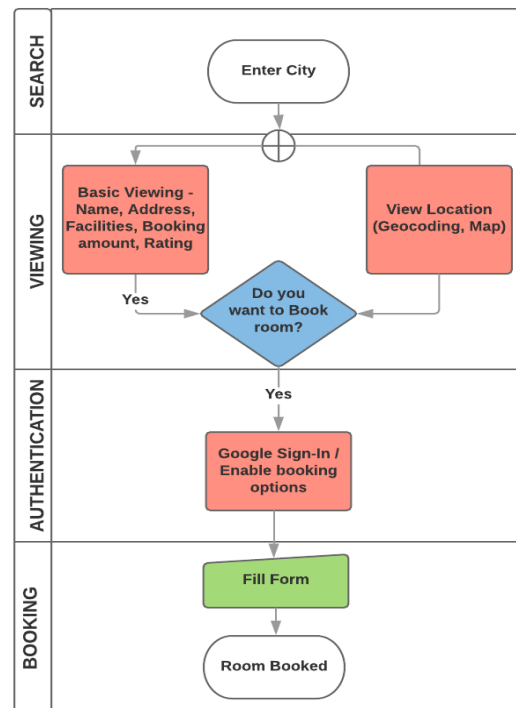 SEARCH
Enter City
VIEWING
Basic Viewing -
Name, Address,
Facilities, Booking
amount, Rating
View Location
(Geocoding, Map)
Yes
Do you
want to Book
room?
Yes
AUTHENTICATION
Google Sign-In /
Enable booking
options
BOOKING
Fill Form
Room Booked